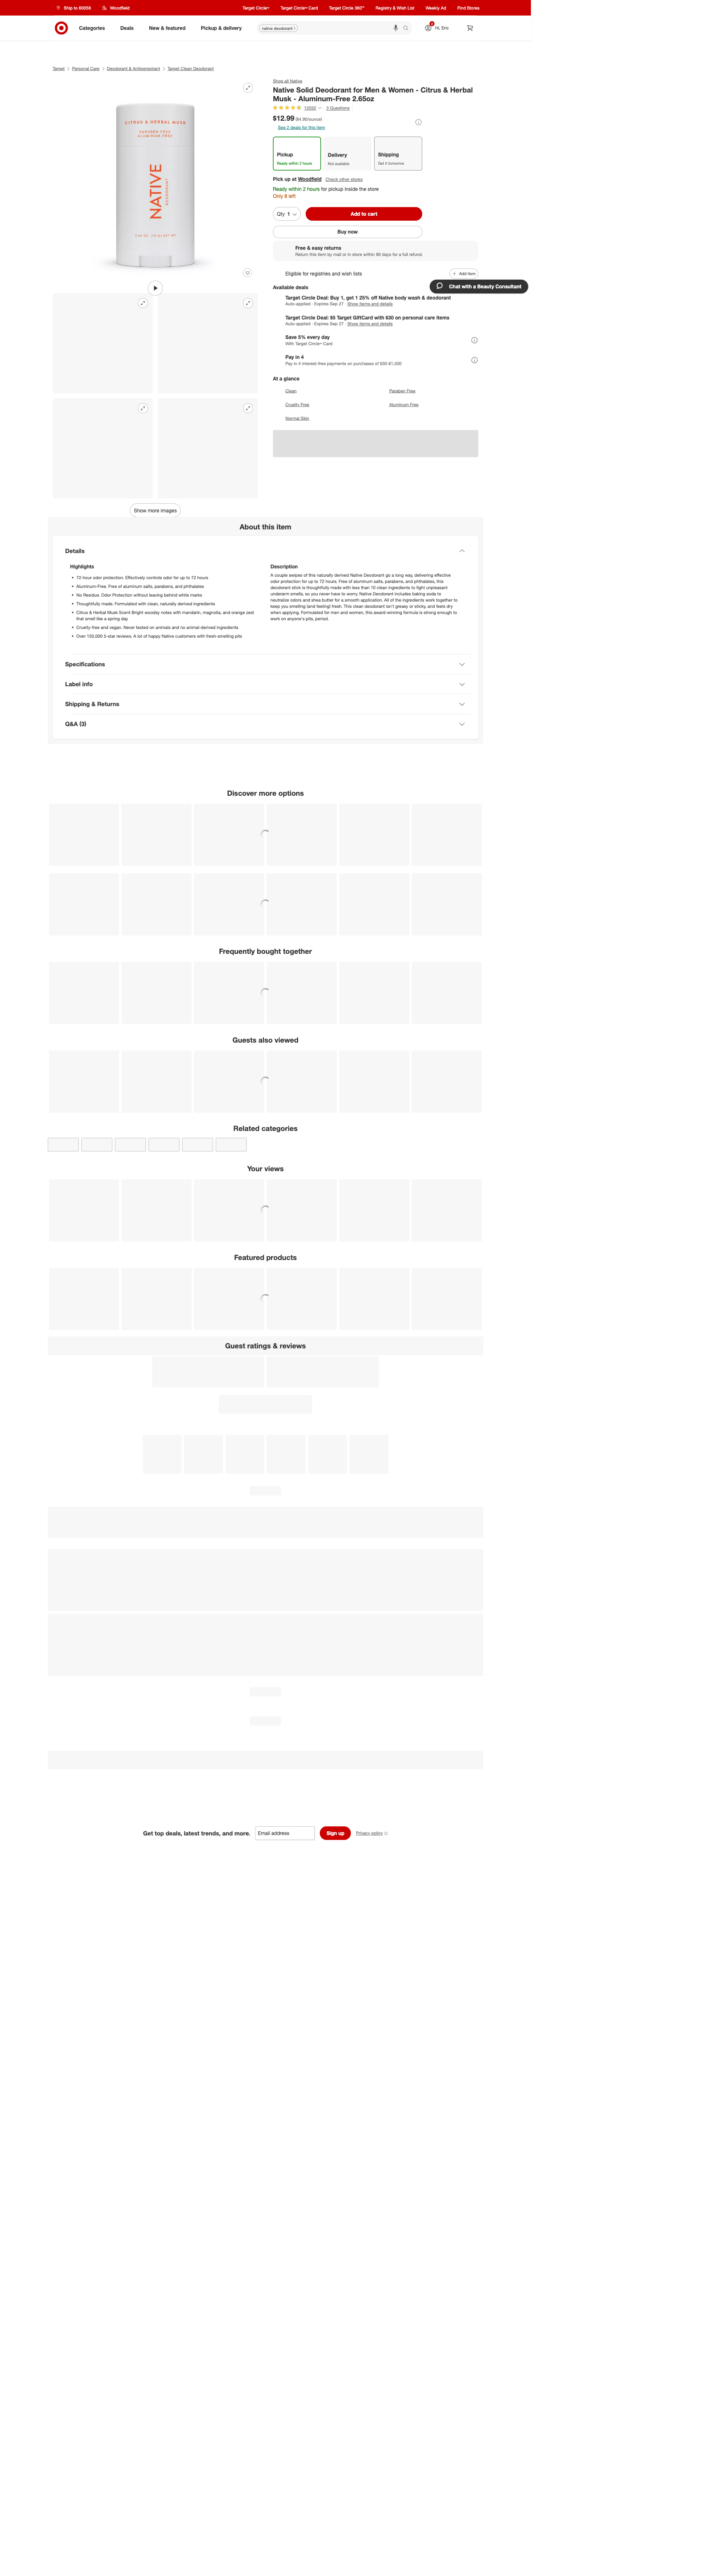 Ship to 60056
Woodfield
Target Circle™
Target Circle™ Card
Target Circle 360™
Registry & Wish List
Weekly Ad
Find Stores
Categories
Deals
New & featured
Pickup & delivery
native deodorant
Hi, Eric
Target
Personal Care
Deodorant & Antiperspirant
Target Clean Deodorant
CITRUS & HERBAL MUSK
PARABEN FREE
ALUMINUM FREE
NATIVE
DEODORANT
Show more images
Shop all Native
Native Solid Deodorant for Men & Women - Citrus & Herbal
Musk - Aluminum-Free 2.65oz
3 Questions
$12.99 ($4.90/ounce)
See 2 deals for this item
Pickup
Ready within 2 hours
Delivery
Not available
Shipping
Get it tomorrow
Pick up at Woodfield Check other stores
Ready within 2 hours for pickup inside the store
Only 8 left
Qty 1
Add to cart
Buy now
Free & easy returns
Return this item by mail or in store within 90 days for a full refund.
Eligible for registries and wish lists
Add item
Chat with a Beauty Consultant
Available deals
Target Circle Deal: Buy 1, get 1 25% off Native body wash & deodorant
Auto-applied · Expires Sep 27 · Show items and details
Target Circle Deal: $5 Target GiftCard with $30 on personal care items
Auto-applied · Expires Sep 27 · Show items and details
Save 5% every day
With Target Circle™ Card
Pay in 4
Pay in 4 interest-free payments on purchases of $30-$1,500
At a glance
Clean
Paraben Free
Cruelty Free
Aluminum Free
Normal Skin
About this item
Details
Highlights
72-hour odor protection. Effectively controls odor for up to 72 hours
Aluminum-Free. Free of aluminum salts, parabens, and phthalates
No Residue, Odor Protection without leaving behind white marks
Thoughtfully made. Formulated with clean, naturally derived ingredients
Citrus & Herbal Musk Scent Bright woodsy notes with mandarin, magnolia, and orange zest
that smell like a spring day
Cruelty-free and vegan. Never tested on animals and no animal-derived ingredients
Over 150,000 5-star reviews. A lot of happy Native customers with fresh-smelling pits
Description
A couple swipes of this naturally derived Native Deodorant go a long way, delivering effective
odor protection for up to 72 hours. Free of aluminum salts, parabens, and phthalates, this
deodorant stick is thoughtfully made with less than 10 clean ingredients to fight unpleasant
underarm smells, so you never have to worry. Native Deodorant includes baking soda to
neutralize odors and shea butter for a smooth application. All of the ingredients work together to
keep you smelling (and feeling) fresh. This clean deodorant isn't greasy or sticky, and feels dry
when applying. Formulated for men and women, this award-winning formula is strong enough to
work on anyone's pits, period.
Specifications
Label info
Shipping & Returns
Q&A (3)
Discover more options
Frequently bought together
Guests also viewed
Related categories
Your views
Featured products
Guest ratings & reviews
Get top deals, latest trends, and more.
Email address
Sign up
Privacy policy